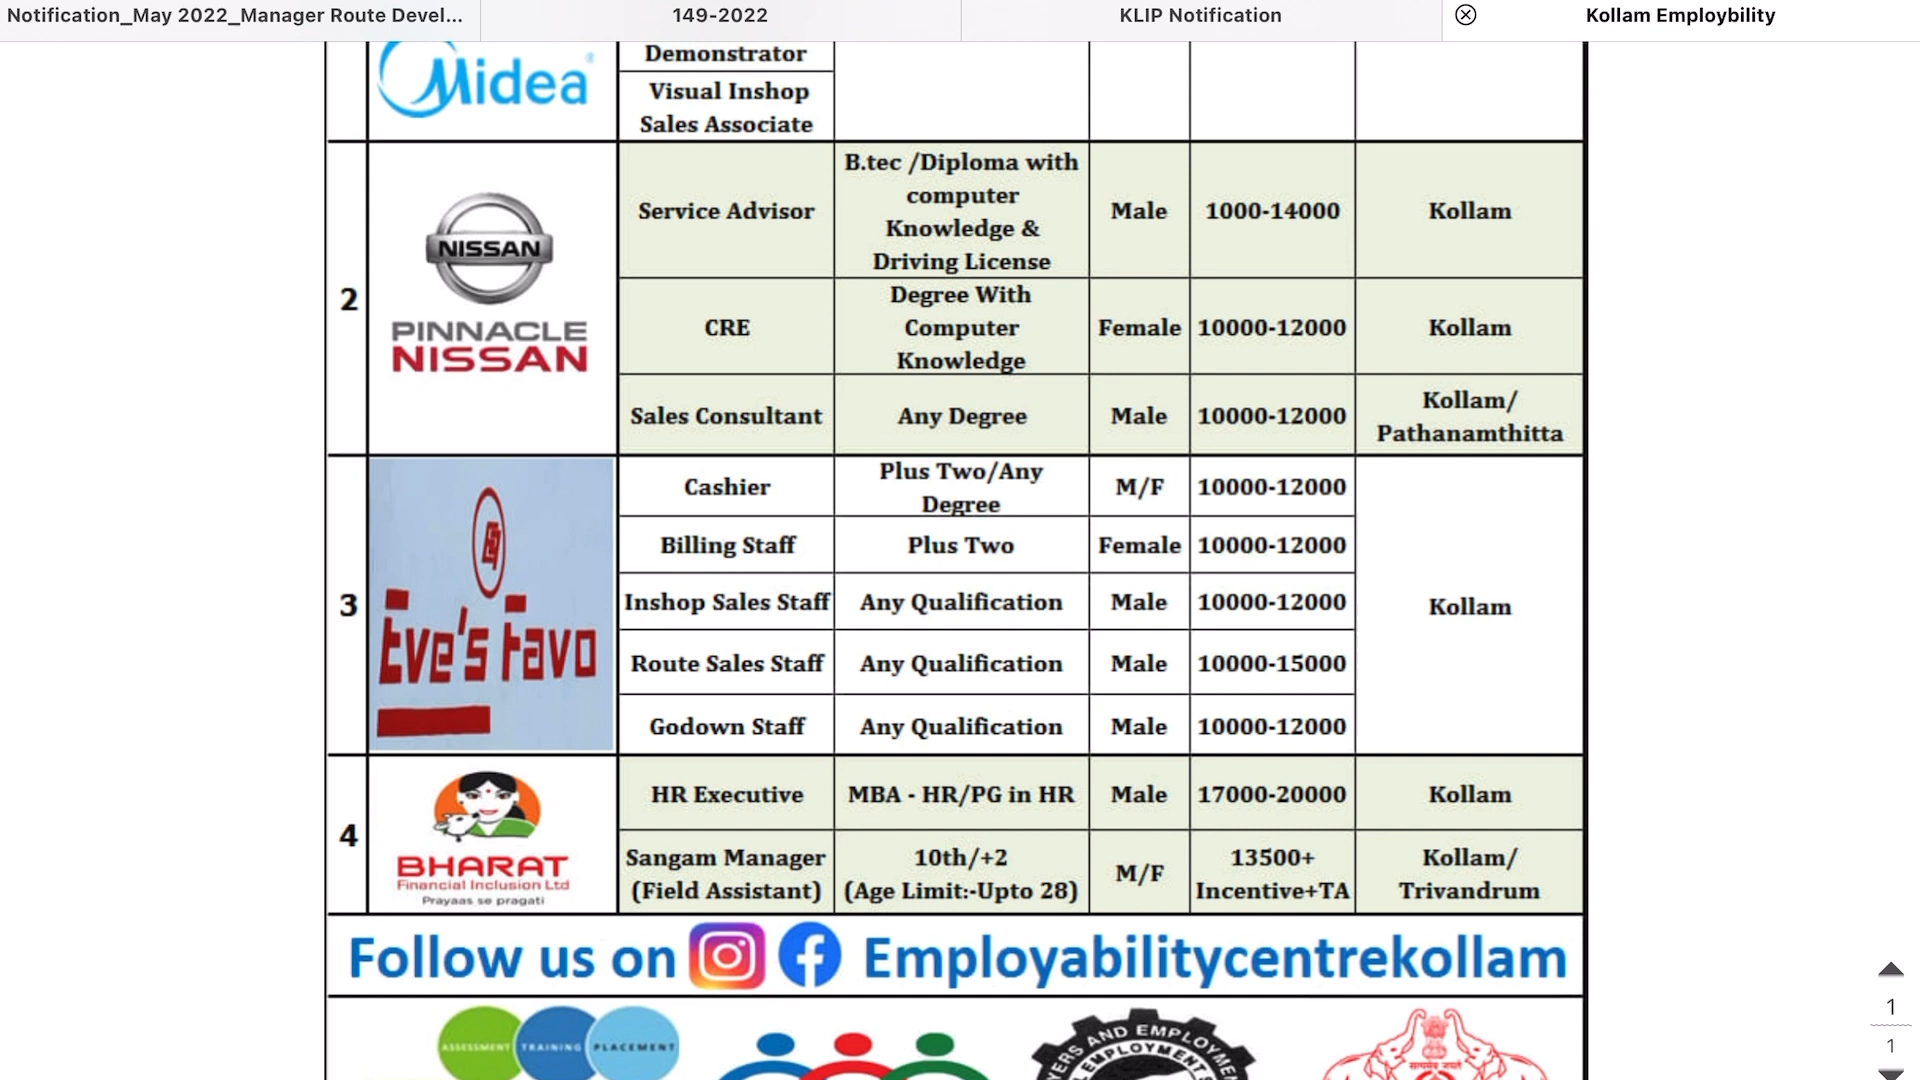 Notification_May 2022_Manager Route Devel...
149-2022
KLIP Notification
Kollam Employbility
Midea
Demonstrator
Visual Inshop
Sales Associate
2
NISSAN
PINNACLE
NISSAN
Service Advisor
B.tec /Diploma with
computer
Knowledge &
Driving License
Male
1000-14000
Kollam
CRE
Degree With
Computer
Knowledge
Female
10000-12000
Kollam
Sales Consultant
Any Degree
Male
10000-12000
Kollam/
Pathanamthitta
3
Eve's Favo
Cashier
Plus Two/Any
Degree
M/F
10000-12000
Billing Staff
Plus Two
Female
10000-12000
Inshop Sales Staff
Any Qualification
Male
10000-12000
Kollam
Route Sales Staff
Any Qualification
Male
10000-15000
Godown Staff
Any Qualification
Male
10000-12000
4
BHARAT
Financial Inclusion Ltd
Prayaas se pragati
HR Executive
MBA - HR/PG in HR
Male
17000-20000
Kollam
Sangam Manager
(Field Assistant)
10th/+2
(Age Limit:-Upto 28)
M/F
13500+
Incentive+TA
Kollam/
Trivandrum
Follow us on Employabilitycentrekollam
ASSESSMENT TRAINING PLACEMENT
AND EMPLOYM
EMPLOYMENT
सत्यमेव जयते
1
1